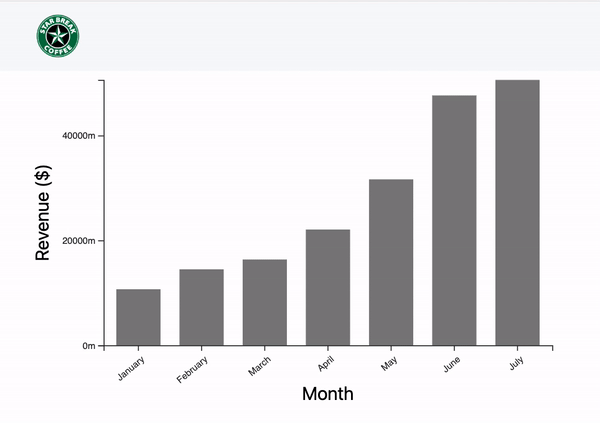 STAR BREAK
COFFEE
40000m
20000m
0m
Revenue ($)
January
February
March
April
May
June
July
Month